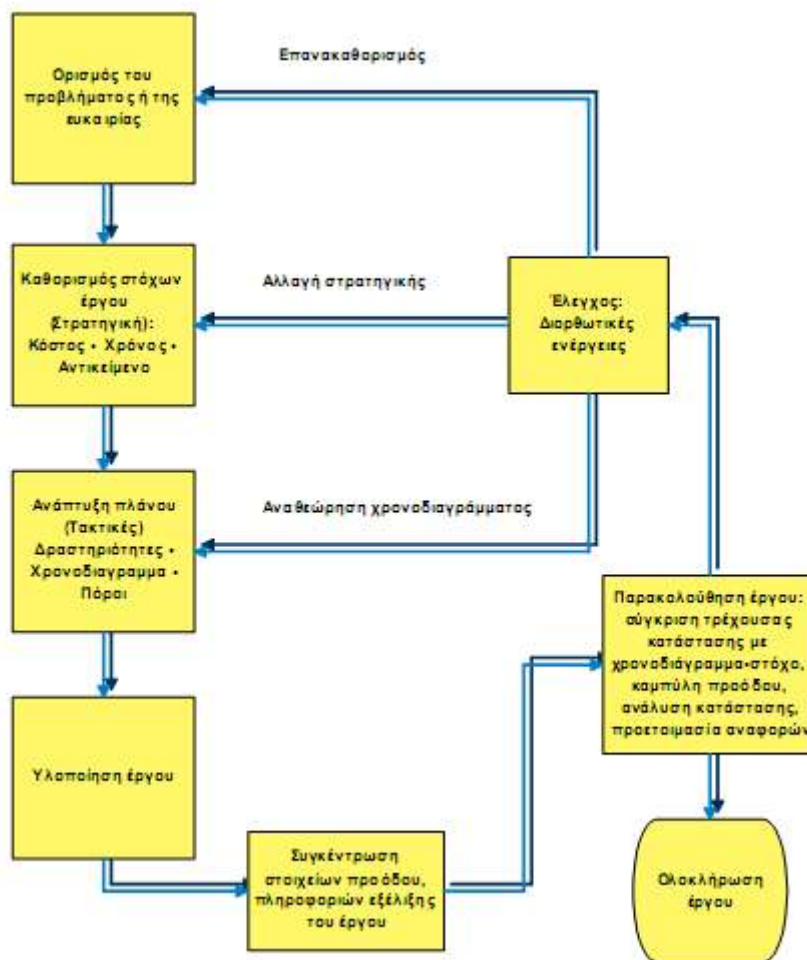 Ορισμός του
προβλήματος ή της
ευκαιρίας
Επανακαθορισμός
Καθορισμός στόχων
έργου
(Στρατηγική):
Κόστος • Χρόνος •
Αντικείμενο
Αλλαγή στρατηγικής
Έλεγχος:
Διορθωτικές
ενέργειες
Ανάπτυξη πλάνου
(Τακτικές)
Δραστηριότητες •
Χρονοδιαγραμμα •
Πόροι
Αναθεώρηση χρονοδιαγράμματος
Παρακολούθηση έργου:
σύγκριση τρέχουσας
κατάστασης με
χρονοδιάγραμμα-στόχο,
καμπύλη προόδου,
ανάλυση κατάστασης,
προετοιμασία αναφορών
Υλοποίηση έργου
Συγκέντρωση
στοιχείων προόδου,
πληροφοριών εξέλιξης
του έργου
Ολοκλήρωση
έργου